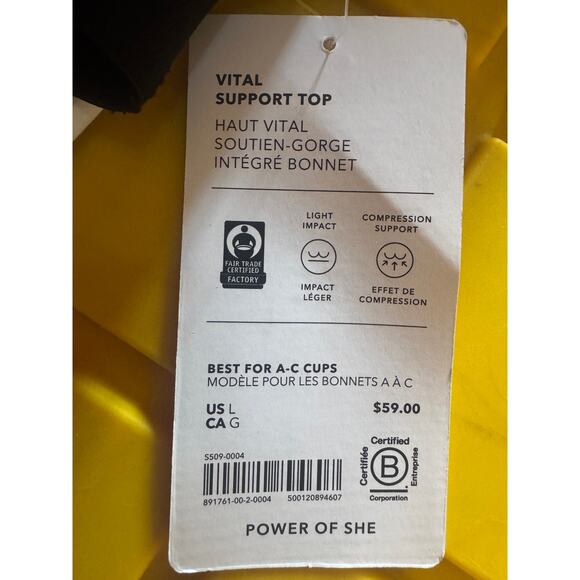 VITAL
SUPPORT TOP
HAUT VITAL
SOUTIEN-GORGE
INTÉGRÉ BONNET
FAIR TRADE
CERTIFIED
FACTORY
LIGHT
IMPACT
IMPACT
LÉGER
COMPRESSION
SUPPORT
EFFET DE
COMPRESSION
BEST FOR A-C CUPS
MODÈLE POUR LES BONNETS A À C
US L
CA G
$59.00
S509-0004
891761-00-2-0004 500120894607
Certified
Certifiée
B
Entreprise
Corporation
POWER OF SHE